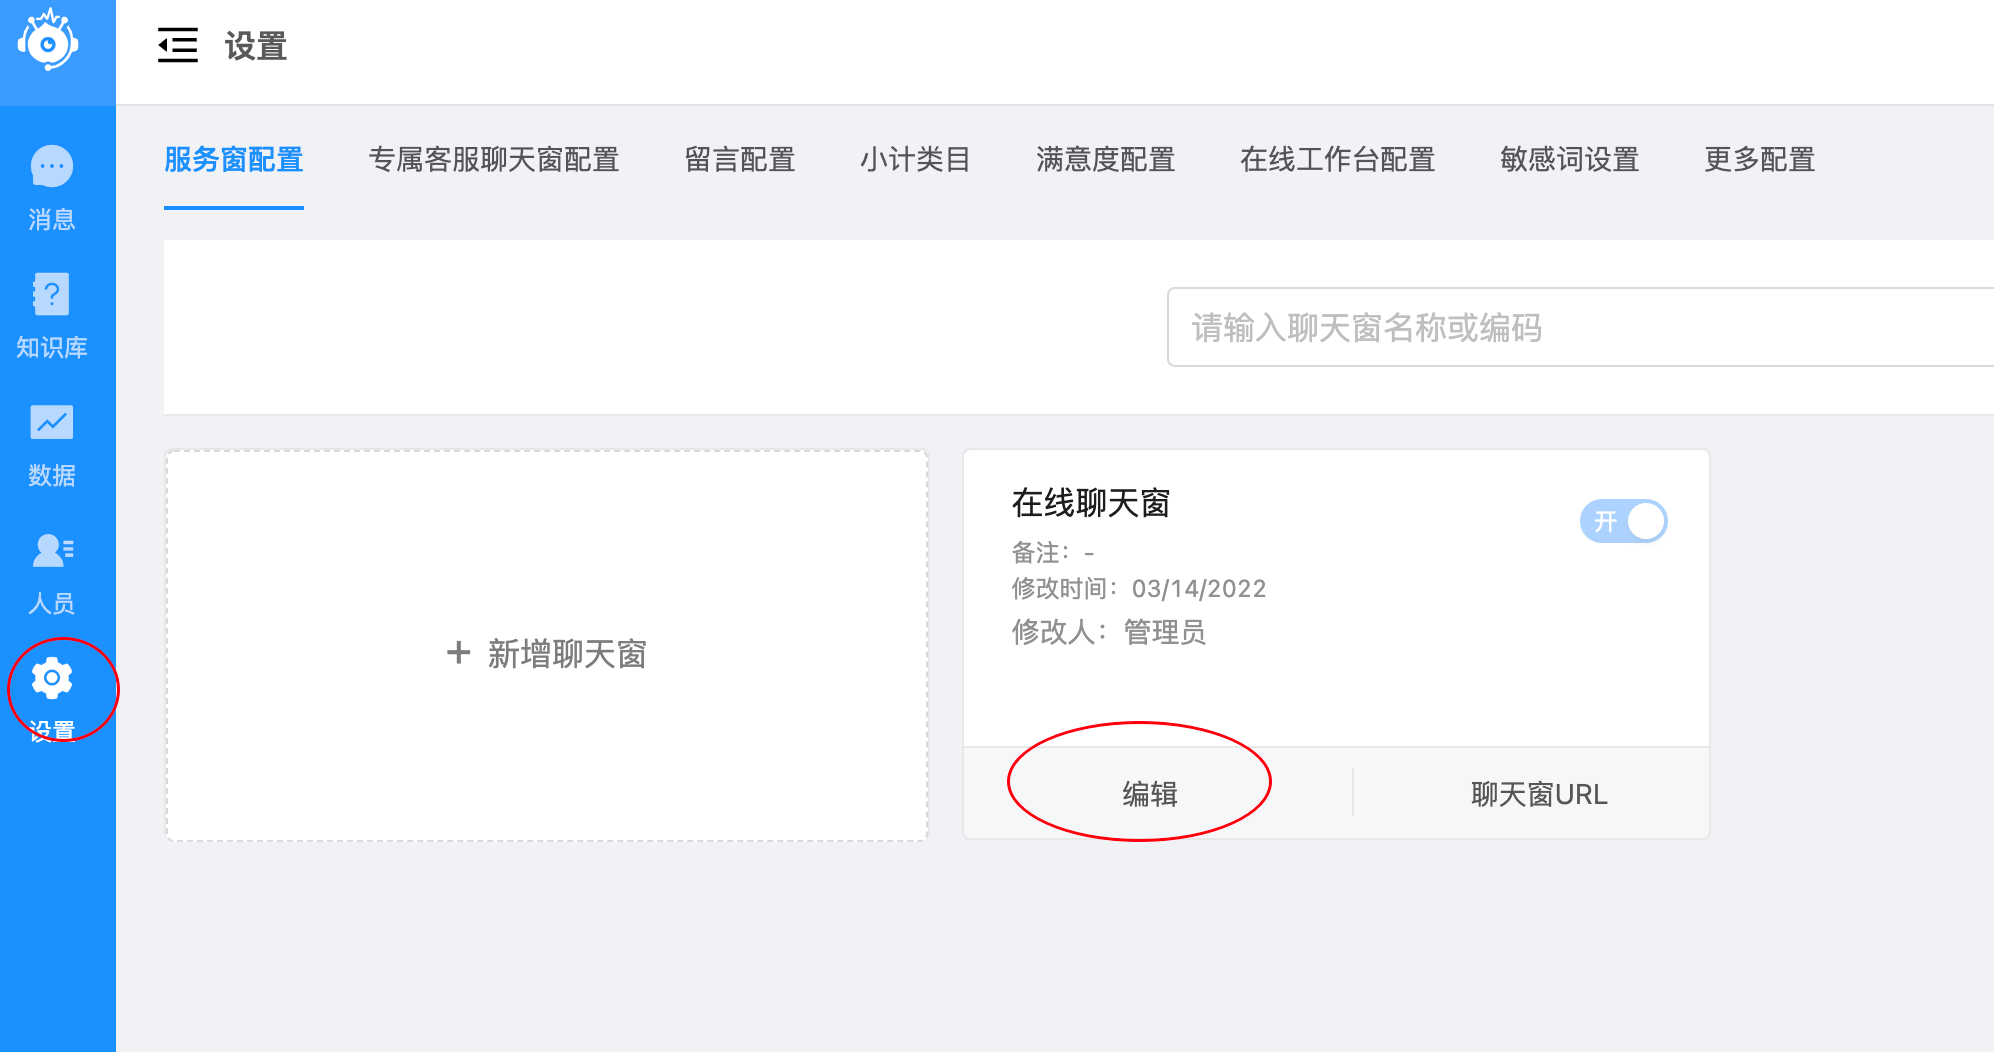 设置
消息
知识库
数据
人员
设置
服务窗配置 专属客服聊天窗配置 留言配置 小计类目 满意度配置 在线工作台配置 敏感词设置 更多配置
请输入聊天窗名称或编码
+ 新增聊天窗
在线聊天窗
开
备注：-
修改时间：03/14/2022
修改人：管理员
编辑 聊天窗URL